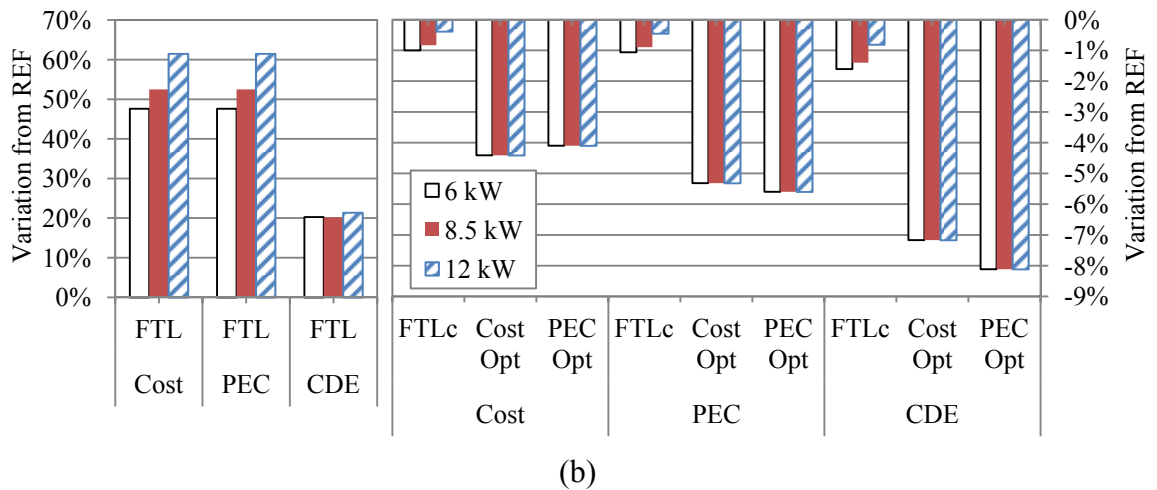 70%
60%
50%
40%
30%
20%
10%
0%
Variation from REF
FTL FTL FTL
Cost PEC CDE
6 kW
8.5 kW
12 kW
FTLc Cost Opt PEC Opt FTLc Cost Opt PEC Opt FTLc Cost Opt PEC Opt
Cost PEC CDE
0%
-1%
-2%
-3%
-4%
-5%
-6%
-7%
-8%
-9%
Variation from REF
(b)